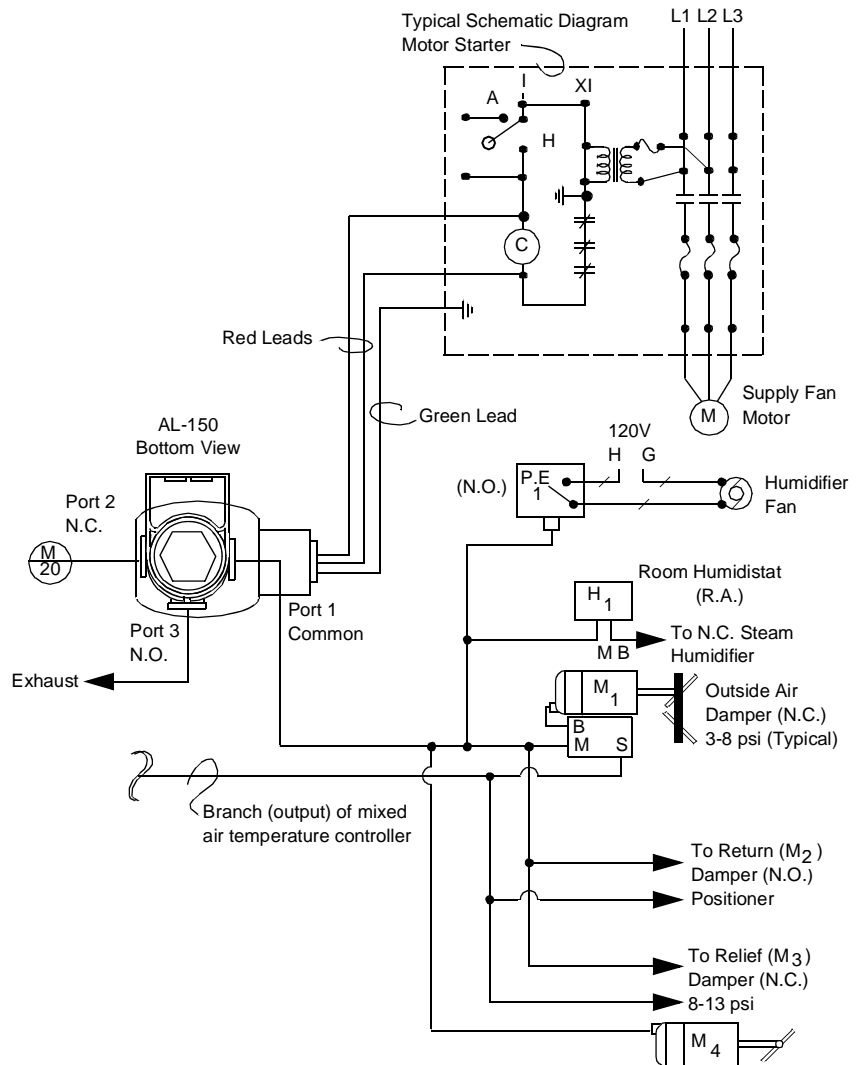 Typical Schematic Diagram
Motor Starter
L1 L2 L3
I
XI
A
H
C
Red Leads
Green Lead
M
Supply Fan
Motor
AL-150
Bottom View
120V
H G
P.E
1
(N.O.)
Humidifier
Fan
Port 2
N.C.
M
20
Port 1
Common
Port 3
N.O.
Exhaust
Room Humidistat
(R.A.)
H1
M B
To N.C. Steam
Humidifier
M1
B
M S
Outside Air
Damper (N.C.)
3-8 psi (Typical)
Branch (output) of mixed
air temperature controller
To Return (M2)
Damper (N.O.)
Positioner
To Relief (M3)
Damper (N.C.)
8-13 psi
M4